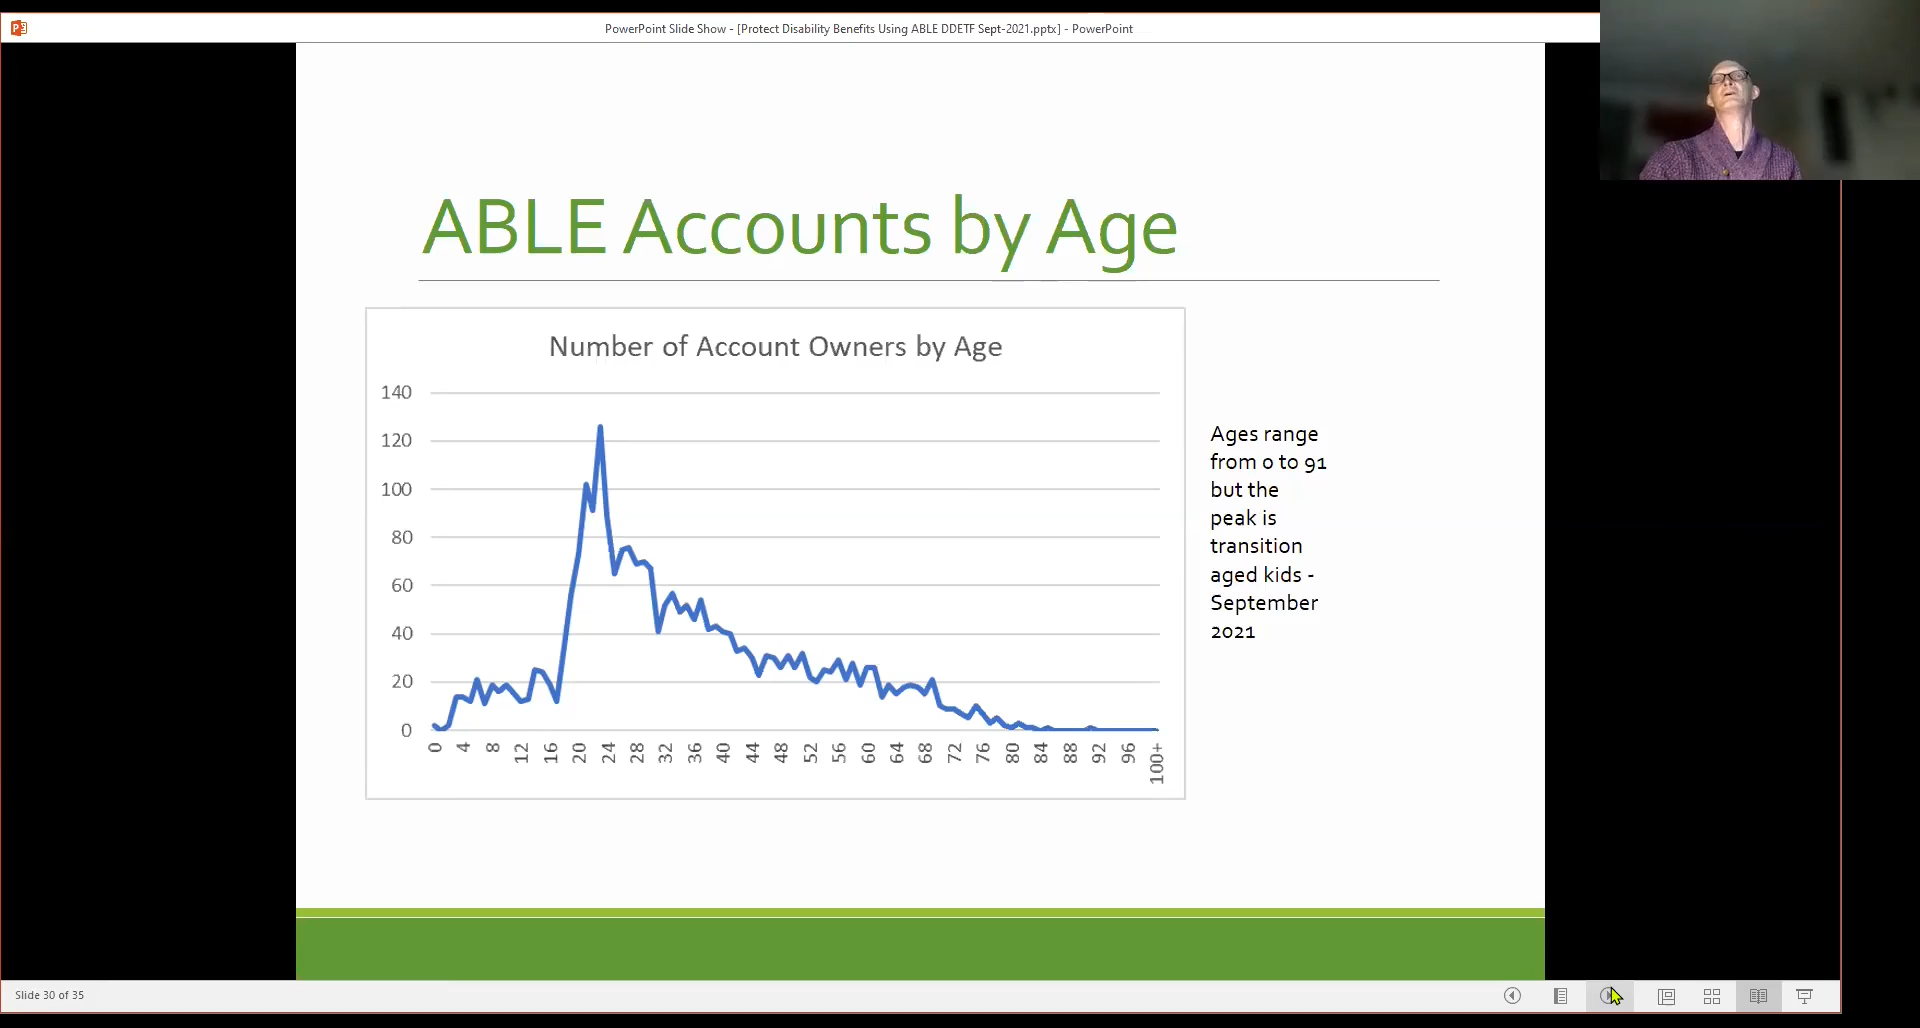 PowerPoint Slide Show - [Protect Disability Benefits Using ABLE DDETF Sept-2021.pptx] - PowerPoint
ABLE Accounts by Age
Number of Account Owners by Age
140
120
100
80
60
40
20
0
0 4 8 12 16 20 24 28 32 36 40 44 48 52 56 60 64 68 72 76 80 84 88 92 96 100+
Ages range
from 0 to 91
but the
peak is
transition
aged kids -
September
2021
Slide 30 of 35